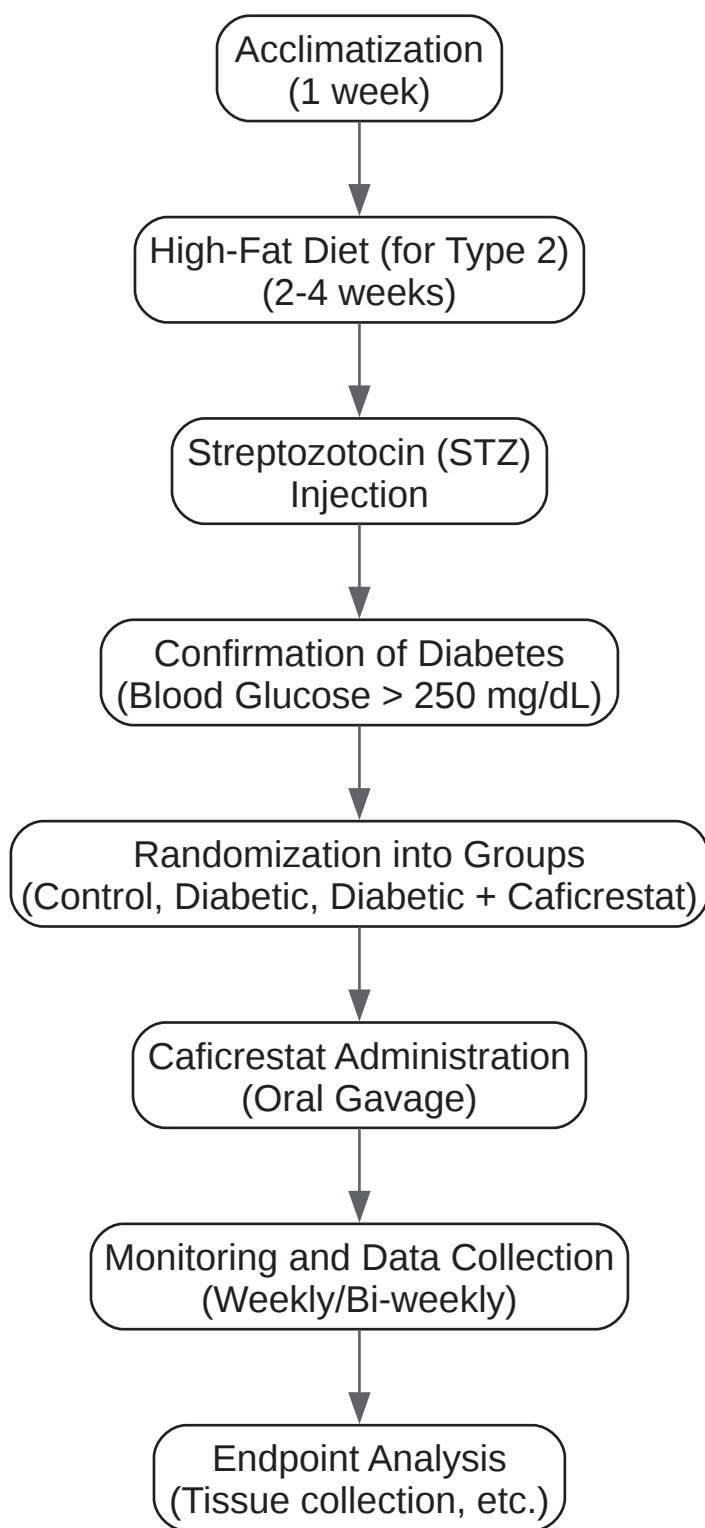 Acclimatization
(1 week)
High-Fat Diet (for Type 2)
(2-4 weeks)
Streptozotocin (STZ)
Injection
Confirmation of Diabetes
(Blood Glucose > 250 mg/dL)
Randomization into Groups
(Control, Diabetic, Diabetic + Caficrestat)
Caficrestat Administration
(Oral Gavage)
Monitoring and Data Collection
(Weekly/Bi-weekly)
Endpoint Analysis
(Tissue collection, etc.)